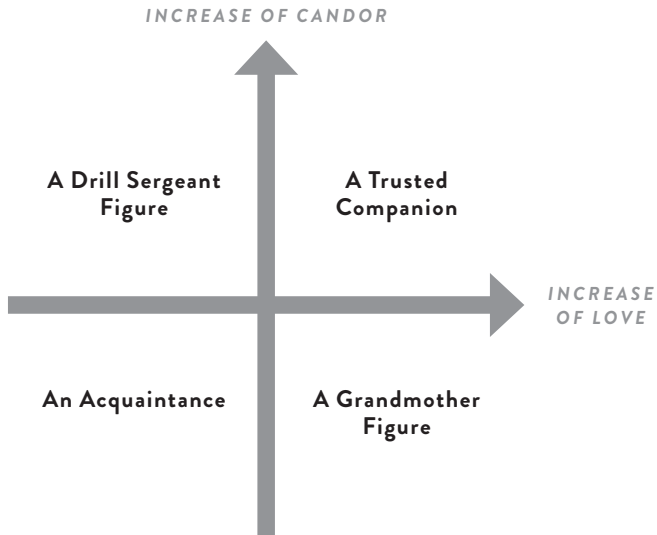 INCREASE OF CANDOR
A Drill Sergeant
Figure
A Trusted
Companion
INCREASE
OF LOVE
An Acquaintance
A Grandmother
Figure